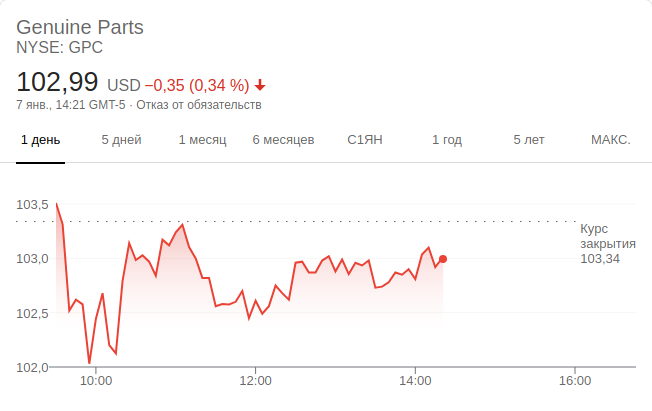 Genuine Parts
NYSE: GPC
102,99 USD −0,35 (0,34 %)
7 янв., 14:21 GMT-5 · Отказ от обязательств
1 день 5 дней 1 месяц 6 месяцев С1ЯН 1 год 5 лет МАКС.
103,5
Курс
закрытия
103,0
103,34
102,5
102,0
10:00 12:00 14:00 16:00